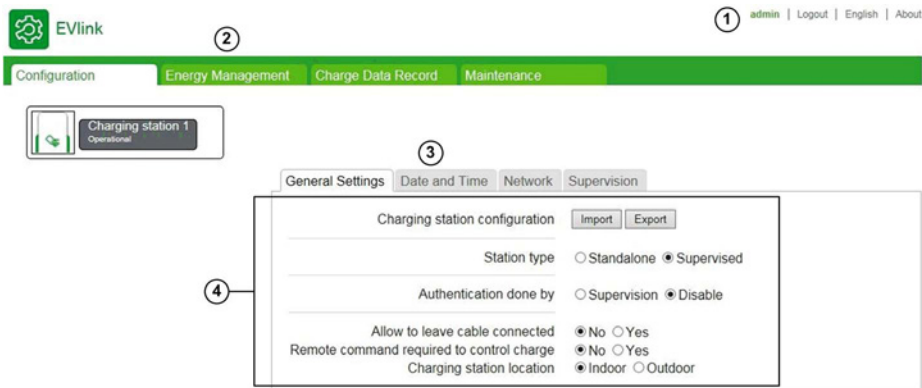 ① admin | Logout | English | About
EVlink
②
Configuration Energy Management Charge Data Record Maintenance
Charging station 1
Operational
③
General Settings Date and Time Network Supervision
Charging station configuration Import Export
Station type Standalone Supervised
④
Authentication done by Supervision Disable
Allow to leave cable connected No Yes
Remote command required to control charge No Yes
Charging station location Indoor Outdoor